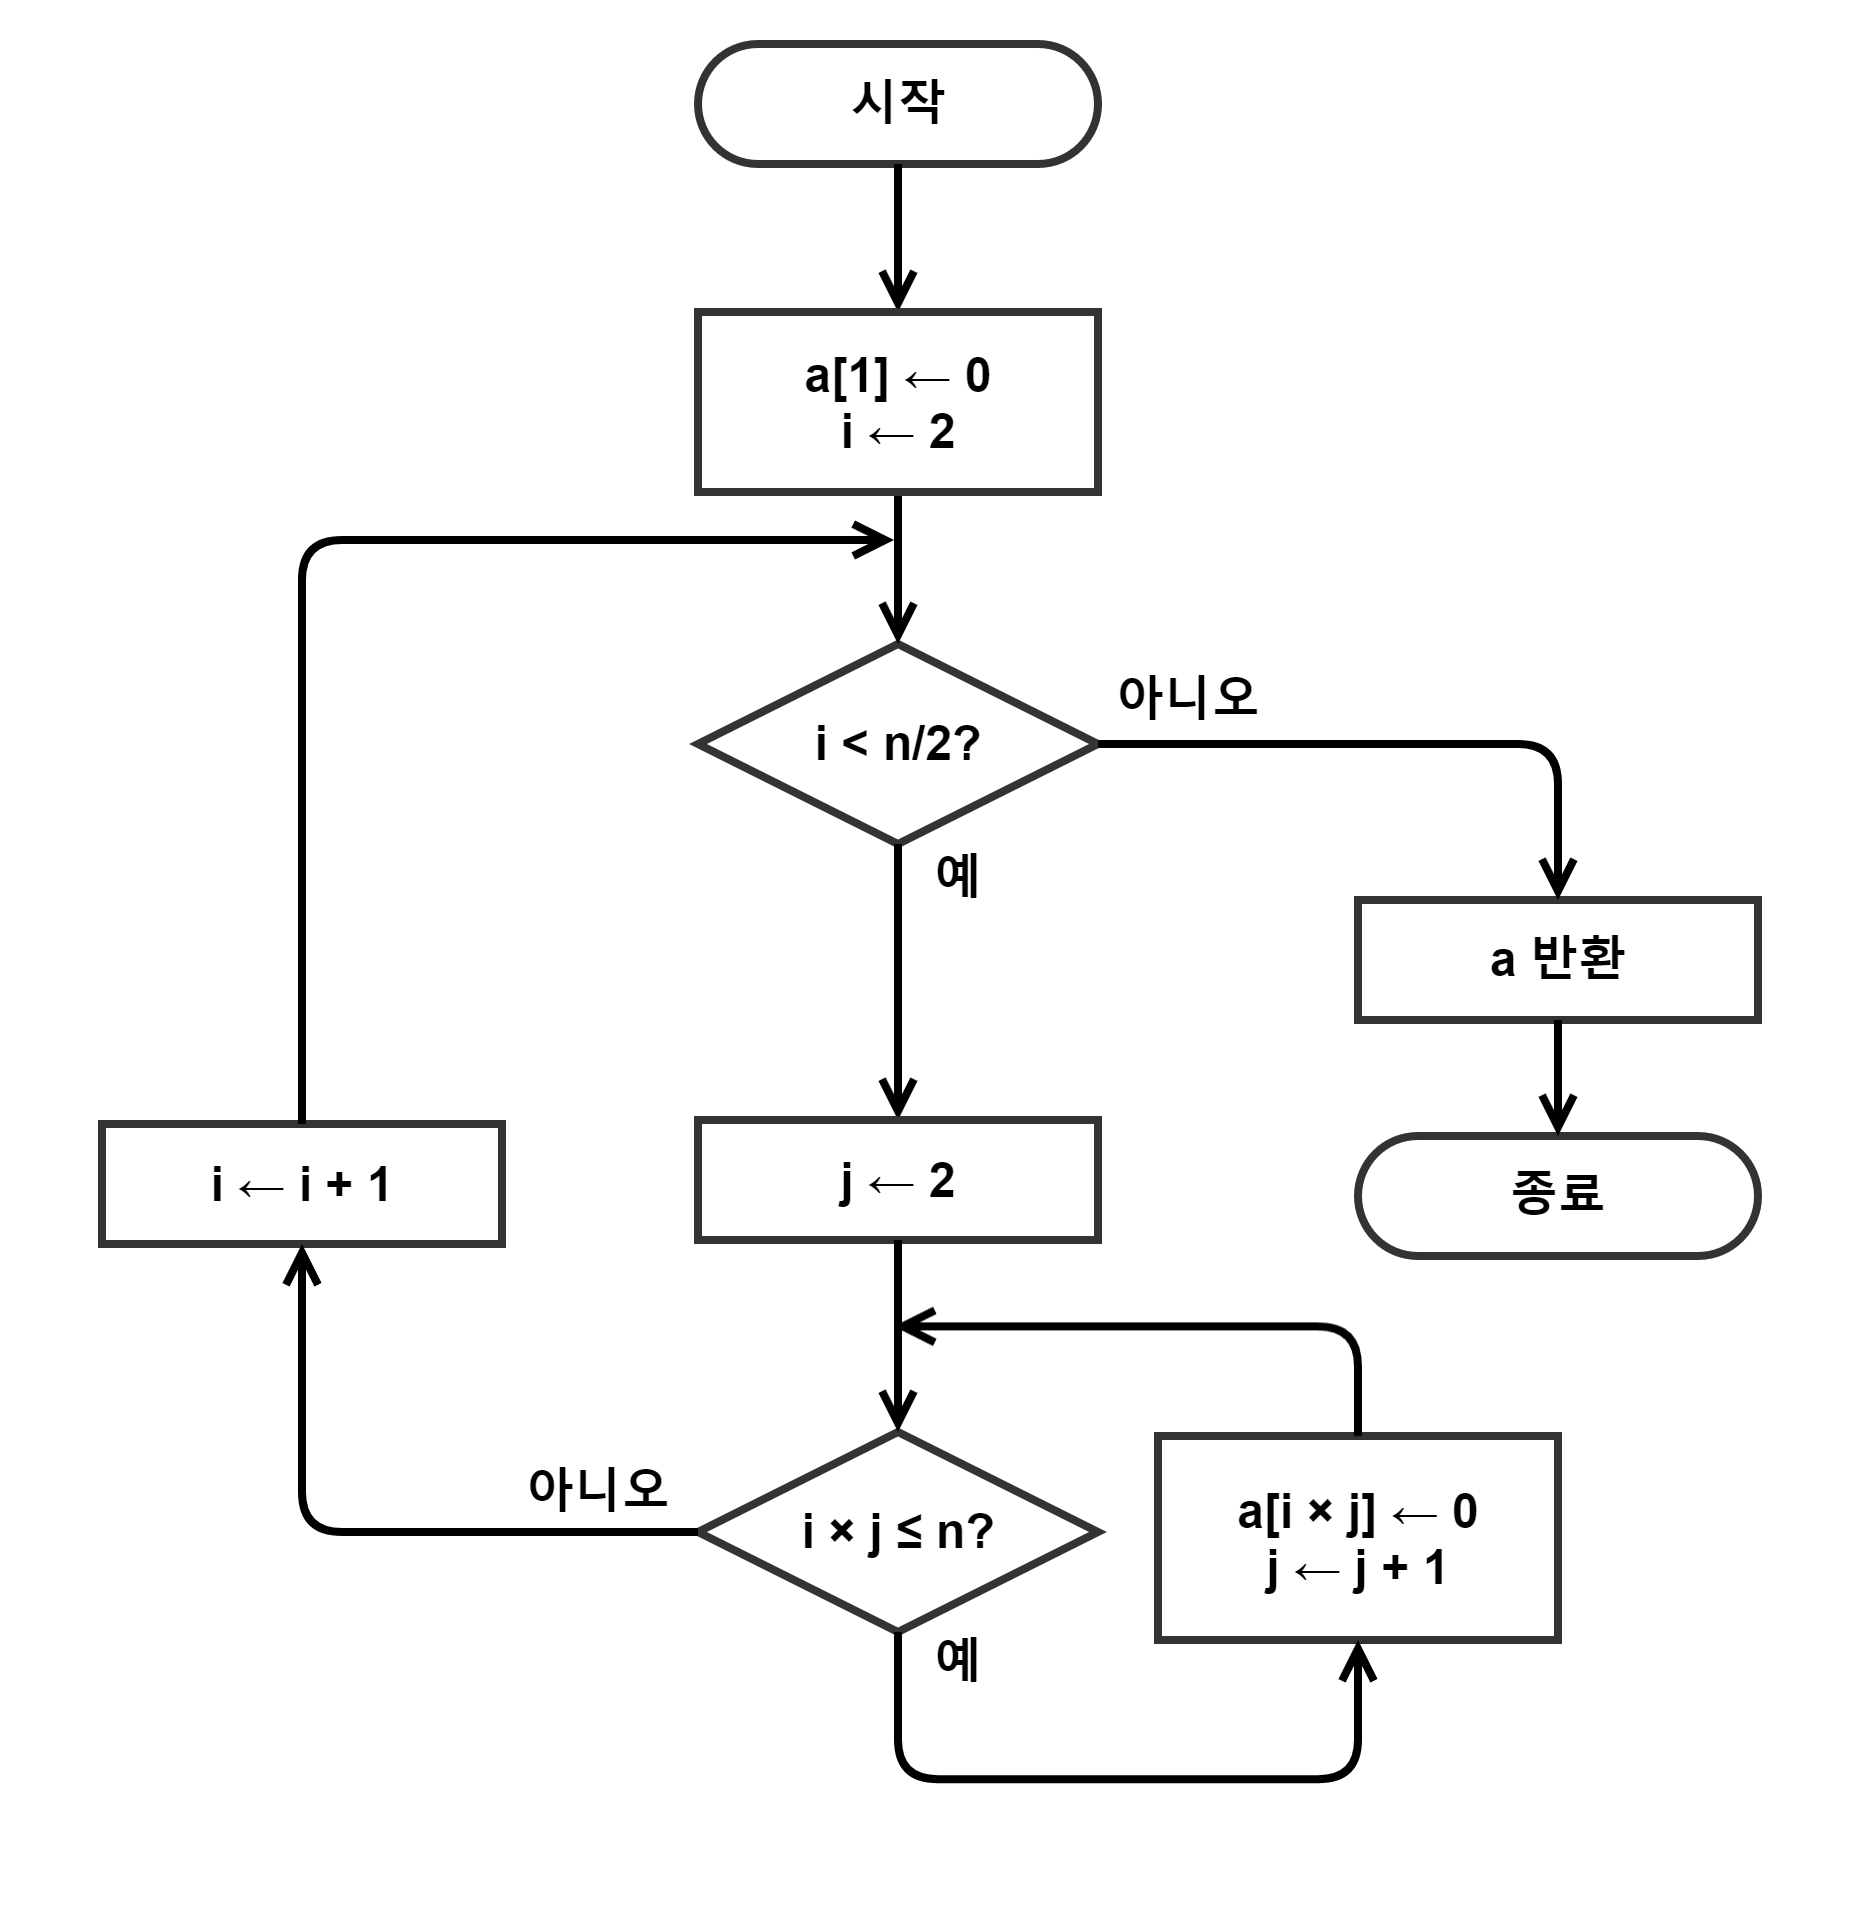 시작
a[1] ← 0
i ← 2
i < n/2?
아니오
예
a 반환
종료
j ← 2
i ← i + 1
i × j ≤ n?
아니오
예
a[i × j] ← 0
j ← j + 1